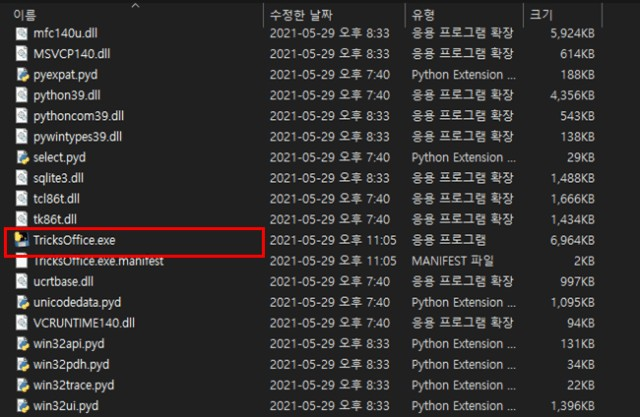 이름 수정한 날짜 유형 크기
mfc140u.dll 2021-05-29 오후 8:33 응용 프로그램 확장 5,924KB
MSVCP140.dll 2021-05-29 오후 8:33 응용 프로그램 확장 614KB
pyexpat.pyd 2021-05-29 오후 7:40 Python Extension ... 188KB
python39.dll 2021-05-29 오후 7:40 응용 프로그램 확장 4,356KB
pythoncom39.dll 2021-05-29 오후 8:33 응용 프로그램 확장 543KB
pywintypes39.dll 2021-05-29 오후 8:33 응용 프로그램 확장 138KB
select.pyd 2021-05-29 오후 7:40 Python Extension ... 29KB
sqlite3.dll 2021-05-29 오후 7:40 응용 프로그램 확장 1,488KB
tcl86t.dll 2021-05-29 오후 7:40 응용 프로그램 확장 1,666KB
tk86t.dll 2021-05-29 오후 7:40 응용 프로그램 확장 1,434KB
TricksOffice.exe 2021-05-29 오후 11:05 응용 프로그램 6,964KB
TricksOffice.exe.manifest 2021-05-29 오후 11:05 MANIFEST 파일 2KB
ucrtbase.dll 2021-05-29 오후 7:40 응용 프로그램 확장 997KB
unicodedata.pyd 2021-05-29 오후 7:40 Python Extension ... 1,095KB
VCRUNTIME140.dll 2021-05-29 오후 7:40 응용 프로그램 확장 94KB
win32api.pyd 2021-05-29 오후 8:33 Python Extension ... 131KB
win32pdh.pyd 2021-05-29 오후 8:33 Python Extension ... 34KB
win32trace.pyd 2021-05-29 오후 8:33 Python Extension ... 22KB
win32ui.pyd 2021-05-29 오후 8:33 Python Extension ... 1,396KB